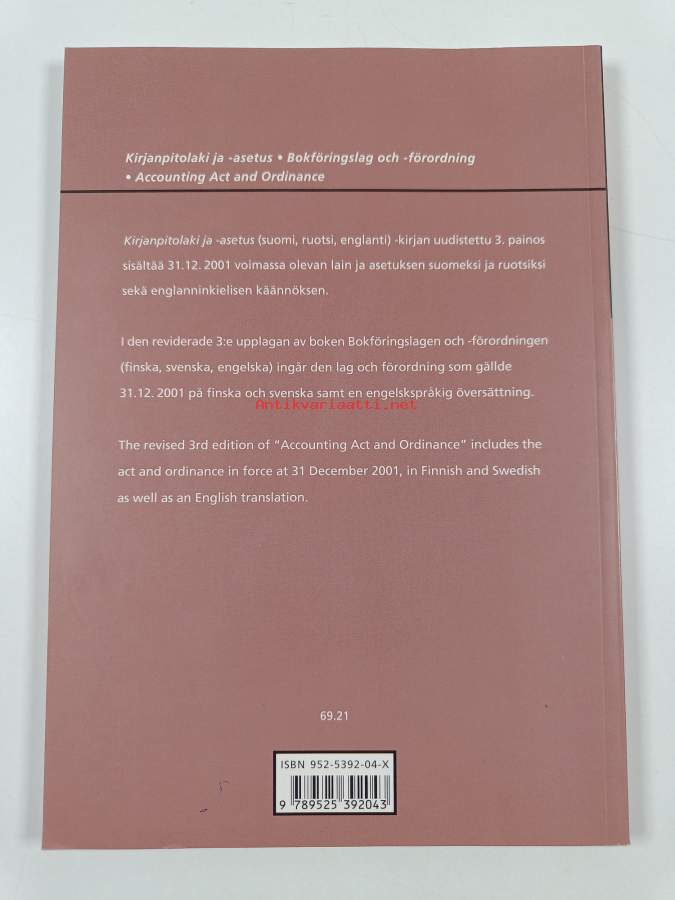 Kirjanpitolaki ja -asetus • Bokföringslag och -förordning
• Accounting Act and Ordinance
Kirjanpitolaki ja -asetus (suomi, ruotsi, englanti) -kirjan uudistettu 3. painos
sisältää 31.12.2001 voimassa olevan lain ja asetuksen suomeksi ja ruotsiksi
sekä englanninkielisen käännöksen.
I den reviderade 3:e upplagan av boken Bokföringslagen och -förordningen
(finska, svenska, engelska) ingår den lag och förordning som gällde
31.12.2001 på finska och svenska samt en engelskspråkig översättning.
Antikvariaatti.net
The revised 3rd edition of “Accounting Act and Ordinance” includes the
act and ordinance in force at 31 December 2001, in Finnish and Swedish
as well as an English translation.
69.21
ISBN 952-5392-04-X
9 789525 392043